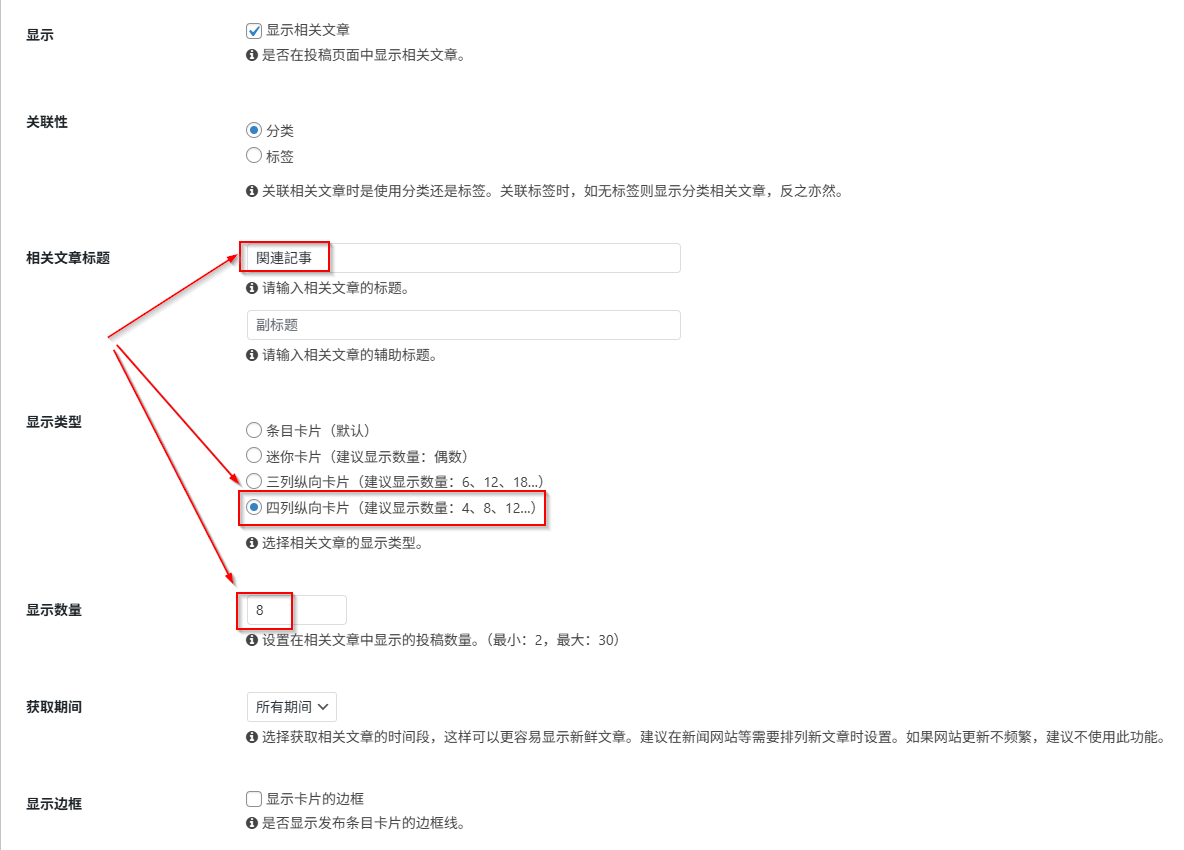 显示
显示相关文章
是否在投稿页面中显示相关文章。
关联性
分类
标签
关联相关文章时是使用分类还是标签。关联标签时，如无标签则显示分类相关文章，反之亦然。
相关文章标题
関連記事
请输入相关文章的标题。
副标题
请输入相关文章的辅助标题。
显示类型
条目卡片（默认）
迷你卡片（建议显示数量：偶数）
三列纵向卡片（建议显示数量：6、12、18...）
四列纵向卡片（建议显示数量：4、8、12...）
选择相关文章的显示类型。
显示数量
8
设置在相关文章中显示的投稿数量。（最小：2，最大：30）
获取期间
所有期间
选择获取相关文章的时间段，这样可以更容易显示新鲜文章。建议在新闻网站等需要排列新文章时设置。如果网站更新不频繁，建议不使用此功能。
显示边框
显示卡片的边框
是否显示发布条目卡片的边框线。